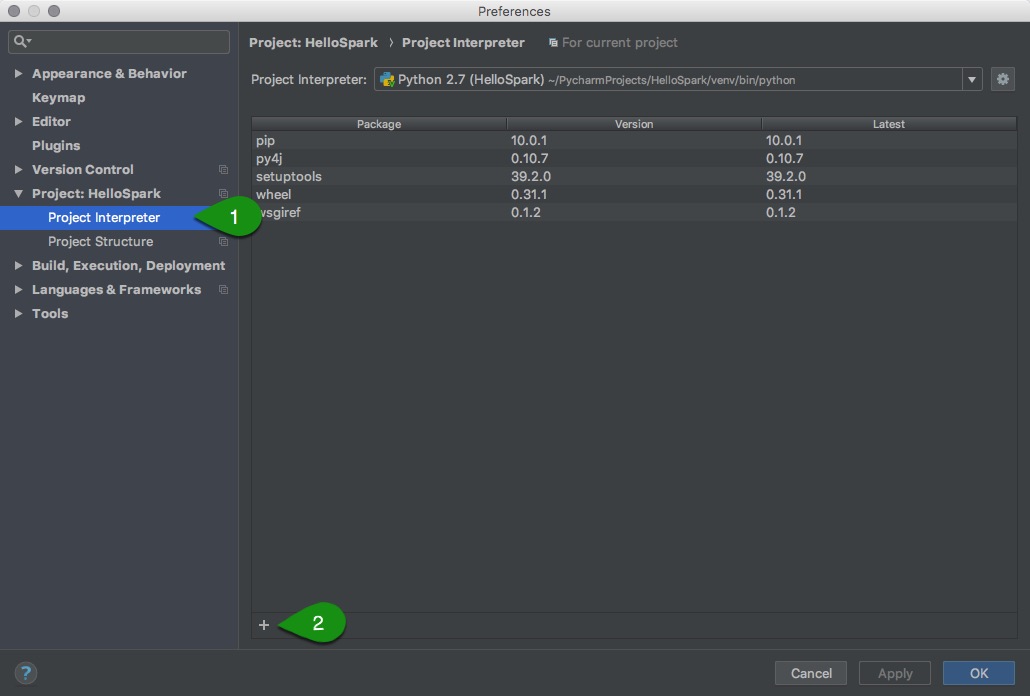 Preferences
Project: HelloSpark › Project Interpreter For current project
Appearance & Behavior
Keymap
Editor
Plugins
Version Control
Project: HelloSpark
Project Interpreter 1
Project Structure
Build, Execution, Deployment
Languages & Frameworks
Tools
Project Interpreter: Python 2.7 (HelloSpark) ~/PycharmProjects/HelloSpark/venv/bin/python
Package Version Latest
pip 10.0.1 10.0.1
py4j 0.10.7 0.10.7
setuptools 39.2.0 39.2.0
wheel 0.31.1 0.31.1
wsgiref 0.1.2 0.1.2
+ 2
? Cancel Apply OK